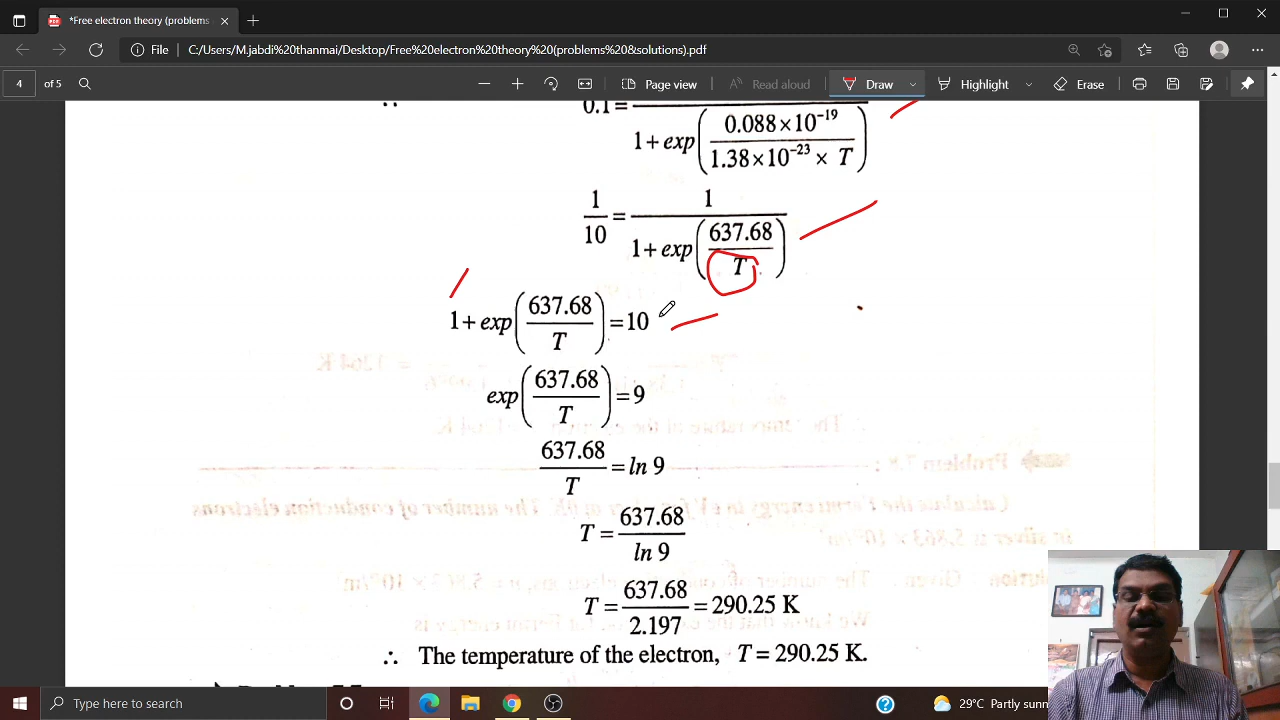 *Free electron theory (problems
File C:/Users/M.jabdi%20thanmai/Desktop/Free%20electron%20theory%20(problems%20&solutions).pdf
4 of 5 Page view Read aloud Draw Highlight Erase
∴ 0.1 = 1 + exp(0.088×10⁻¹⁹ / 1.38×10⁻²³ × T)
1/10 = 1 / 1 + exp(637.68 / T)
1 + exp(637.68 / T) = 10
exp(637.68 / T) = 9
637.68 / T = ln 9
T = 637.68 / ln 9
T = 637.68 / 2.197 = 290.25 K
∴ The temperature of the electron, T = 290.25 K.
Type here to search 29°C Partly sunn